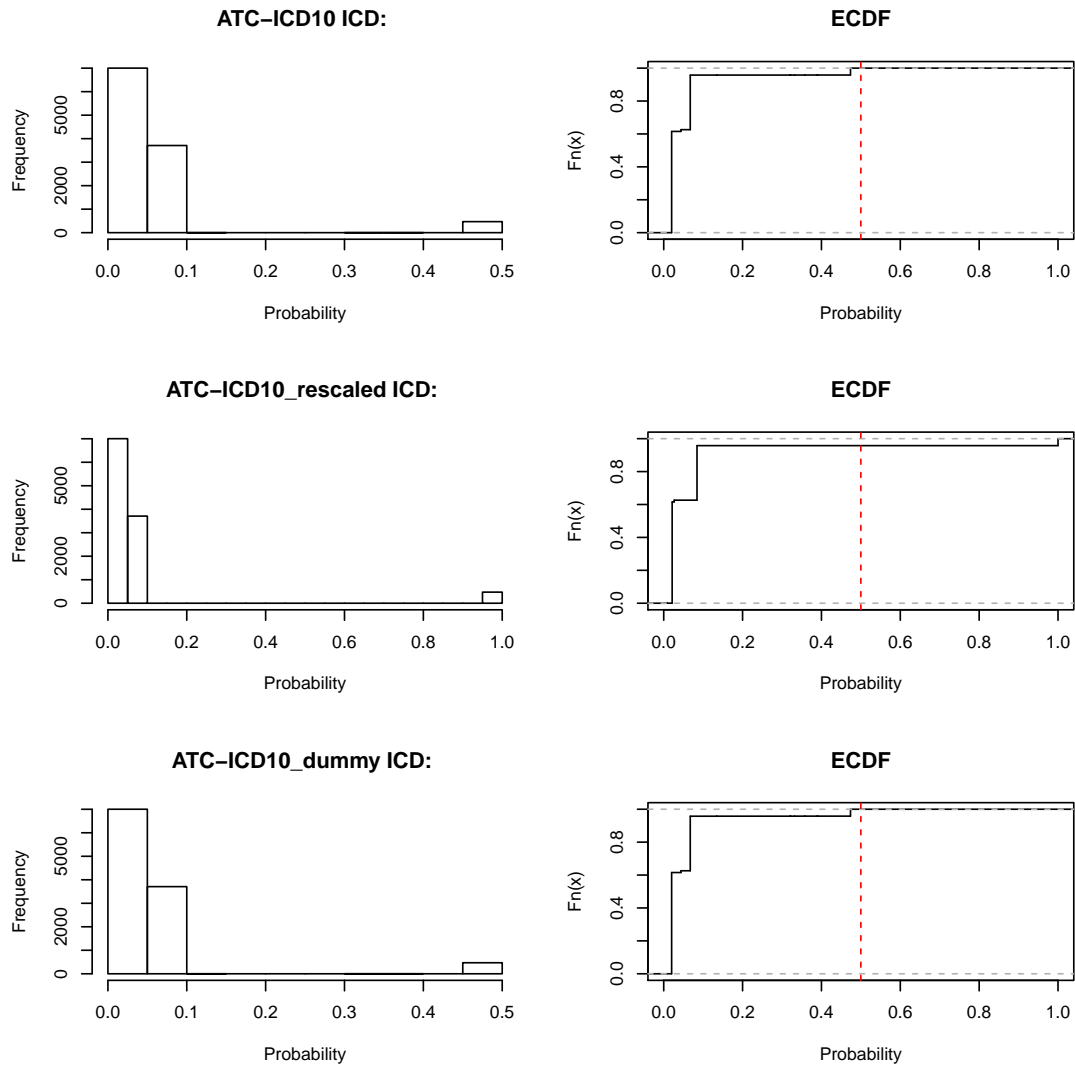 ATC−ICD10 ICD:
Frequency
0 2000 5000
0.0 0.1 0.2 0.3 0.4 0.5
Probability
ECDF
Fn(x)
0.0 0.4 0.8
0.0 0.2 0.4 0.6 0.8 1.0
Probability
ATC−ICD10_rescaled ICD:
Frequency
0 2000 5000
0.0 0.2 0.4 0.6 0.8 1.0
Probability
ECDF
Fn(x)
0.0 0.4 0.8
0.0 0.2 0.4 0.6 0.8 1.0
Probability
ATC−ICD10_dummy ICD:
Frequency
0 2000 5000
0.0 0.1 0.2 0.3 0.4 0.5
Probability
ECDF
Fn(x)
0.0 0.4 0.8
0.0 0.2 0.4 0.6 0.8 1.0
Probability